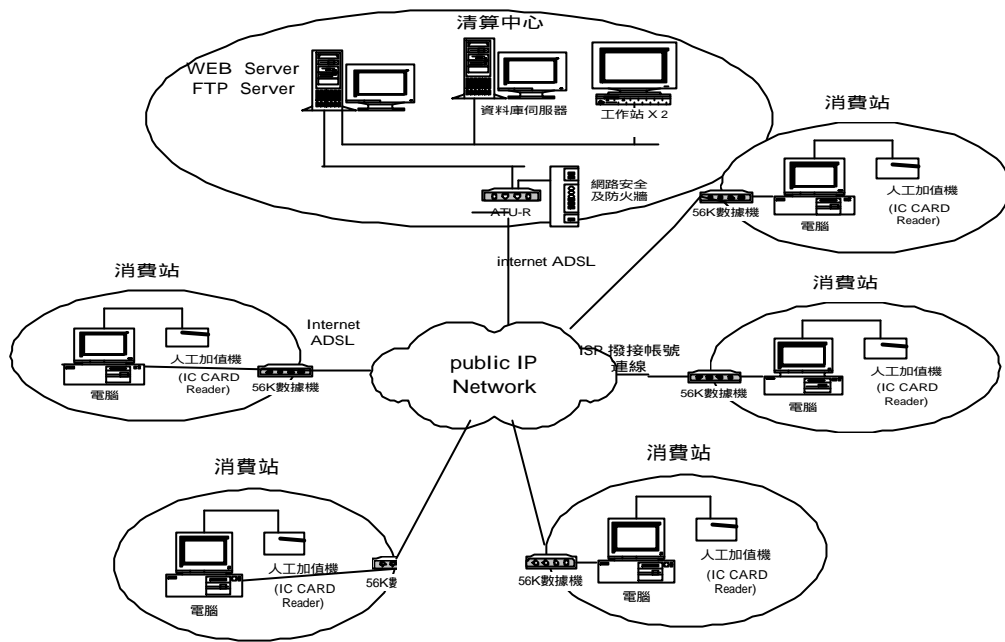 清算中心
WEB Server
FTP Server
資料庫伺服器
工作站 X 2
網路安全
及防火牆
ATU-R
internet ADSL
消費站
人工加值機
(IC CARD
Reader)
56K數據機
電腦
消費站
人工加值機
(IC CARD
Reader)
電腦
56K數據機
Internet
ADSL
public IP
Network
ISP 撥接帳號
連線
消費站
人工加值機
(IC CARD
Reader)
56K數據機
電腦
消費站
人工加值機
(IC CARD
Reader)
56K數
電腦
消費站
人工加值機
(IC CARD
Reader)
56K數據機
電腦